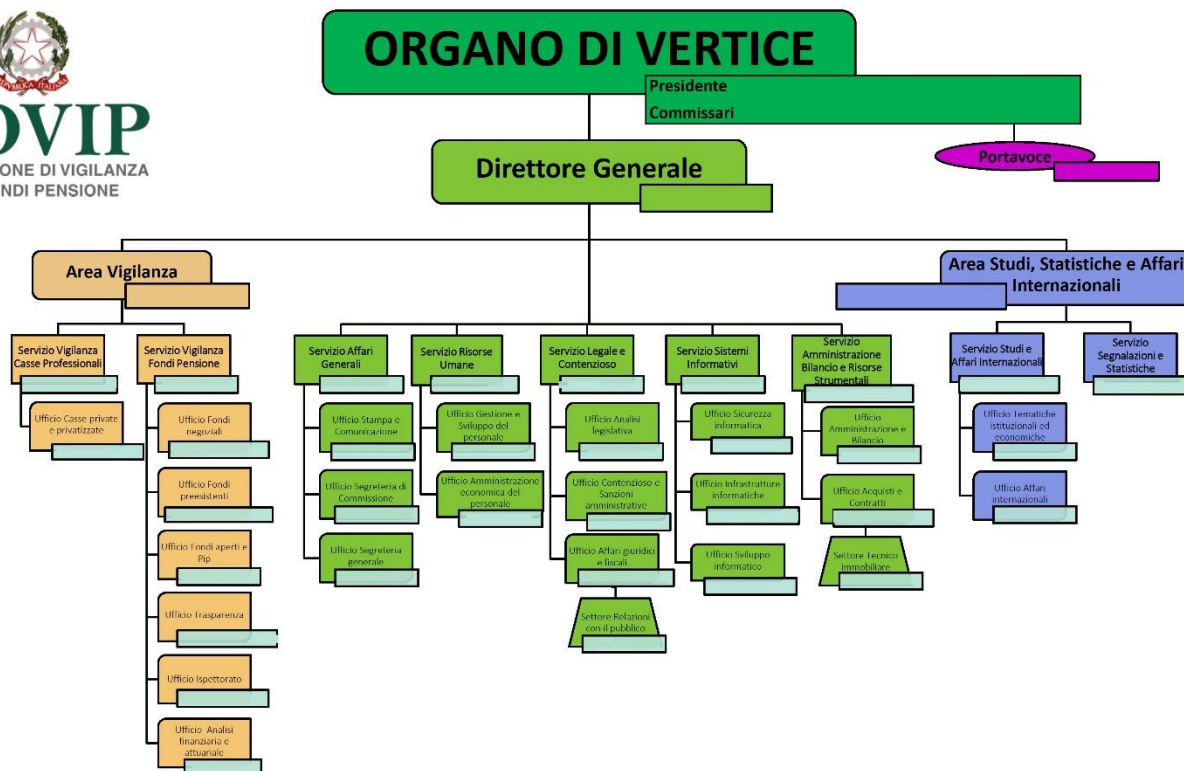 ORGANO DI VERTICE
Presidente
Commissari
REPUBBLICA ITALIANA
OVIP
ONE DI VIGILANZA
NDI PENSIONE
Portavoce
Direttore Generale
Area Vigilanza
Area Studi, Statistiche e Affari
Internazionali
Servizio Vigilanza
Casse Professionali
Servizio Vigilanza
Fondi Pensione
Servizio Affari
Generali
Servizio Risorse
Umane
Servizio Legale e
Contenzioso
Servizio Sistemi
Informativi
Servizio
Amministrazione
Bilancio e Risorse
Strumentali
Servizio Studi e
Affari Internazionali
Servizio
Segnalazioni e
Statistiche
Ufficio Casse private
e privatizzate
Ufficio Fondi
negoziali
Ufficio Fondi
preesistenti
Ufficio Fondi aperti e
Pip
Ufficio Trasparenza
Ufficio Ispettorato
Ufficio Analisi
finanziaria e
attuariale
Ufficio Stampa e
Comunicazione
Ufficio Segreteria di
Commissione
Ufficio Segreteria
generale
Ufficio Gestione e
Sviluppo del
personale
Ufficio Amministrazione
economica del
personale
Ufficio Analisi
legislativa
Ufficio Contenzioso e
Sanzioni
amministrative
Ufficio Affari giuridici
e fiscali
Settore Relazioni
con il pubblico
Ufficio Sicurezza
informatica
Ufficio Infrastrutture
informatiche
Ufficio Sviluppo
informatico
Ufficio
Amministrazione e
Bilancio
Ufficio Acquisti e
Contratti
Settore Tecnico
immobiliare
Ufficio Tematiche
istituzionali ed
economiche
Ufficio Affari
internazionali